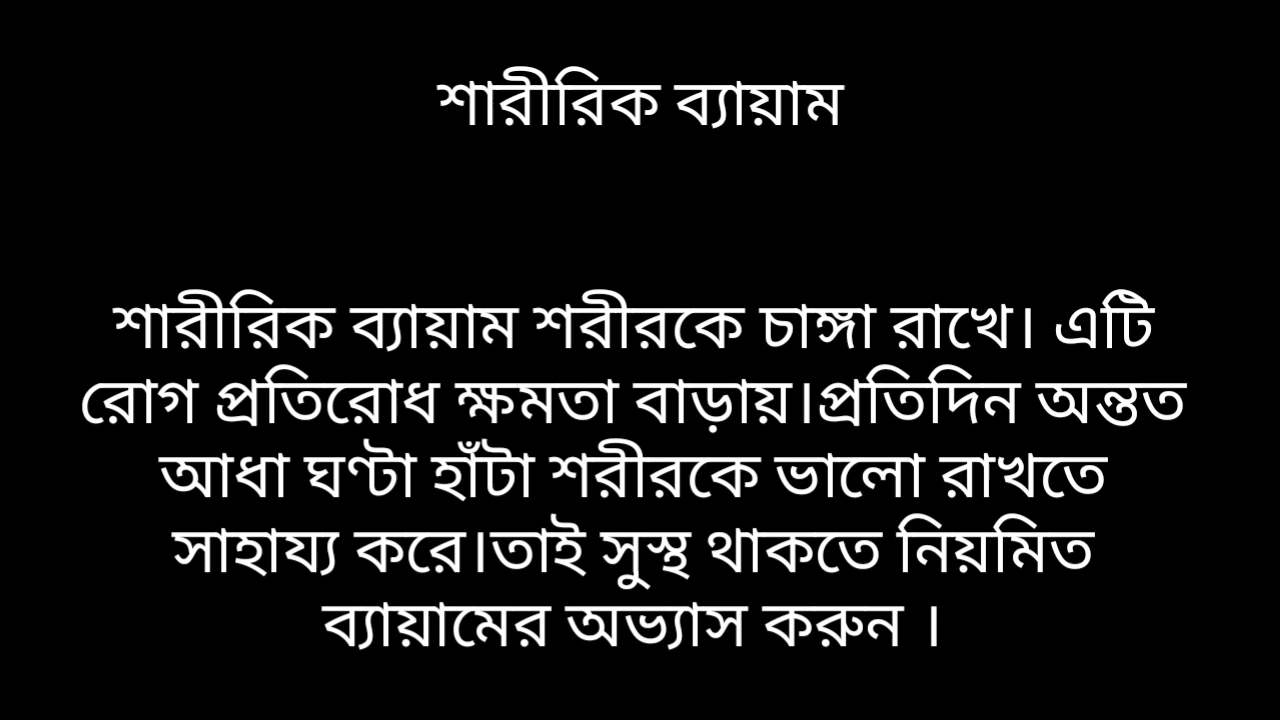 শারীরিক ব্যায়াম
শারীরিক ব্যায়াম শরীরকে চাঙ্গা রাখে। এটি
রোগ প্রতিরোধ ক্ষমতা বাড়ায়।প্রতিদিন অন্তত
আধা ঘণ্টা হাঁটা শরীরকে ভালো রাখতে
সাহায্য করে।তাই সুস্থ থাকতে নিয়মিত
ব্যায়ামের অভ্যাস করুন ।